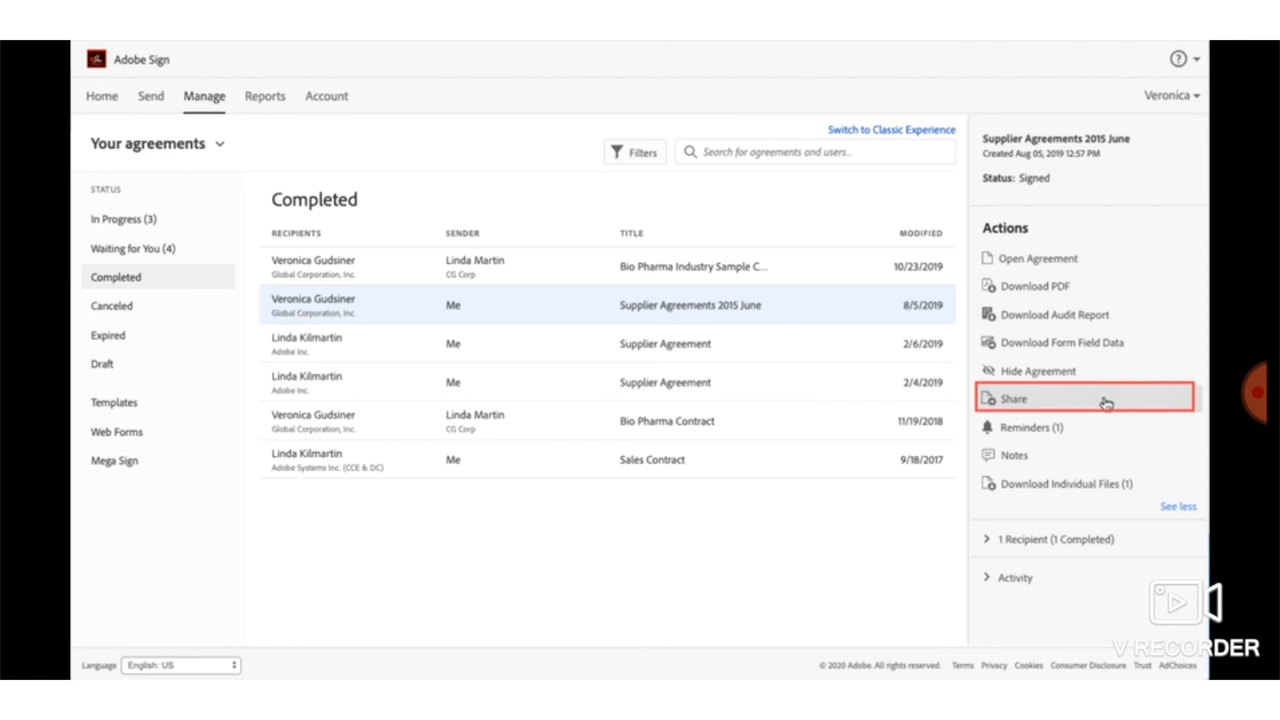 Adobe Sign
Home Send Manage Reports Account
Veronica
Switch to Classic Experience
Your agreements
Filters
Search for agreements and users...
STATUS
In Progress (3)
Waiting for You (4)
Completed
Canceled
Expired
Draft
Templates
Web Forms
Mega Sign
Completed
RECIPIENTS SENDER TITLE MODIFIED
Veronica Gudsiner Linda Martin Bio Pharma Industry Sample C... 10/23/2019
Global Corporation, Inc. CG Corp
Veronica Gudsiner Me Supplier Agreements 2015 June 8/5/2019
Global Corporation, Inc.
Linda Kilmartin Me Supplier Agreement 2/6/2019
Adobe Inc.
Linda Kilmartin Me Supplier Agreement 2/4/2019
Adobe Inc.
Veronica Gudsiner Linda Martin Bio Pharma Contract 11/19/2018
Global Corporation, Inc. CG Corp
Linda Kilmartin Me Sales Contract 9/18/2017
Adobe Systems Inc. (CCE & DC)
Supplier Agreements 2015 June
Created Aug 05, 2019 12:57 PM
Status: Signed
Actions
Open Agreement
Download PDF
Download Audit Report
Download Form Field Data
Hide Agreement
Share
Reminders (1)
Notes
Download Individual Files (1)
See less
1 Recipient (1 Completed)
Activity
V RECORDER
Language English: US
© 2020 Adobe. All rights reserved. Terms Privacy Cookies Consumer Disclosure Trust AdChoices